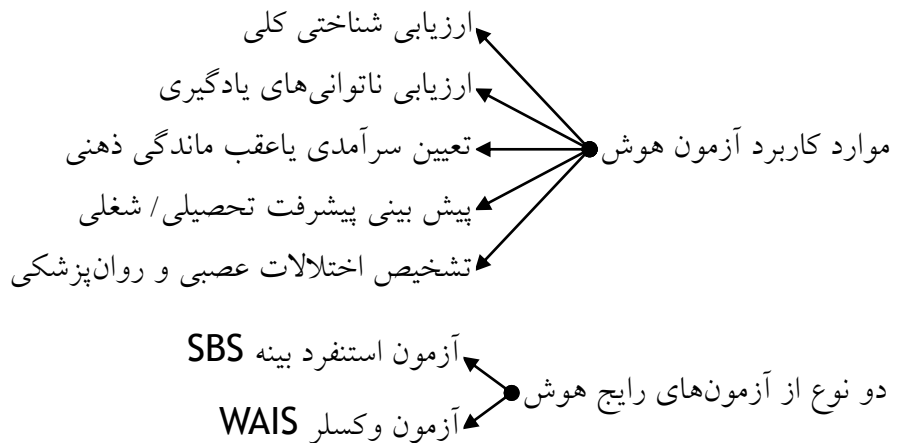 ارزیابی شناختی کلی
ارزیابی ناتوانی‌های یادگیری
موارد کاربرد آزمون هوش
تعیین سرآمدی یاعقب ماندگی ذهنی
پیش بینی پیشرفت تحصیلی/ شغلی
تشخیص اختلالات عصبی و روان‌پزشکی
آزمون استنفرد بینه SBS
دو نوع از آزمون‌های رایج هوش
آزمون وکسلر WAIS